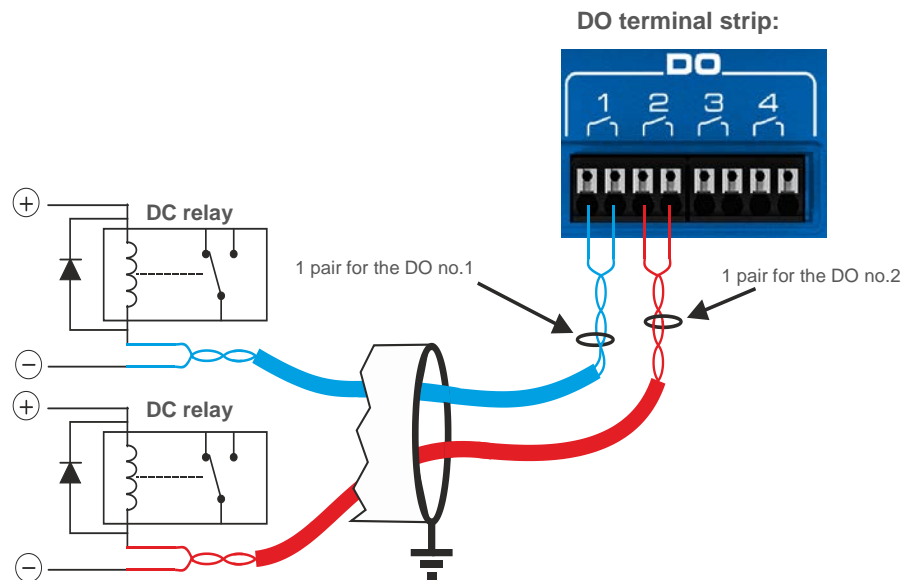 DO terminal strip:
DO
1 2 3 4
+
DC relay
1 pair for the DO no.1
1 pair for the DO no.2
−
+
DC relay
−